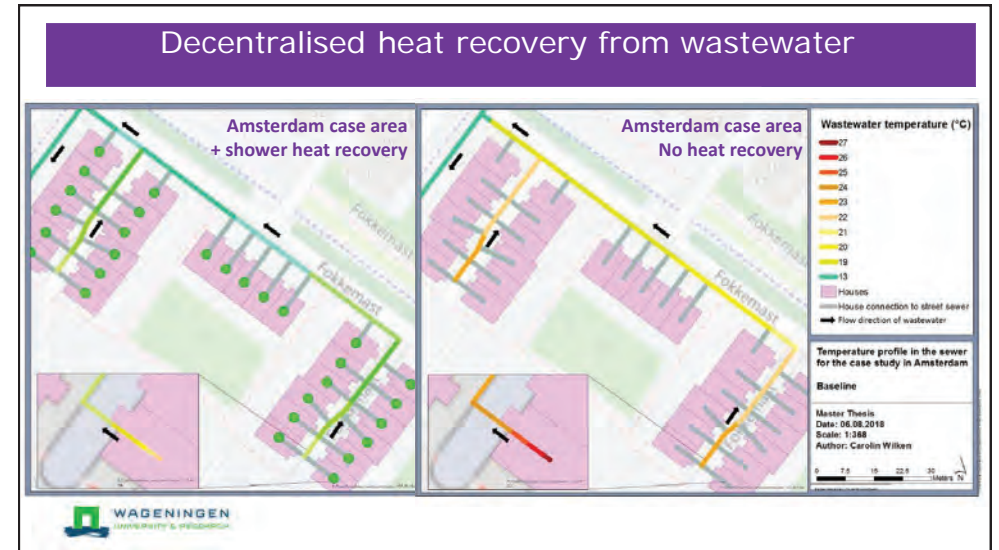 Decentralised heat recovery from wastewater
Amsterdam case area
+ shower heat recovery
Fokkemast
Fokkemast
Amsterdam case area
No heat recovery
Fokkemast
Fokkemast
Wastewater temperature (°C)
27
26
25
24
23
22
21
20
19
13
Houses
House connection to street sewer
Flow direction of wastewater
Temperature profile in the sewer
for the case study in Amsterdam
Baseline
Master Thesis
Date: 06.08.2018
Scale: 1:368
Author: Carolin Wilken
0 7.5 15 22.5 30
Meters N
WAGENINGEN
UNIVERSITY & RESEARCH